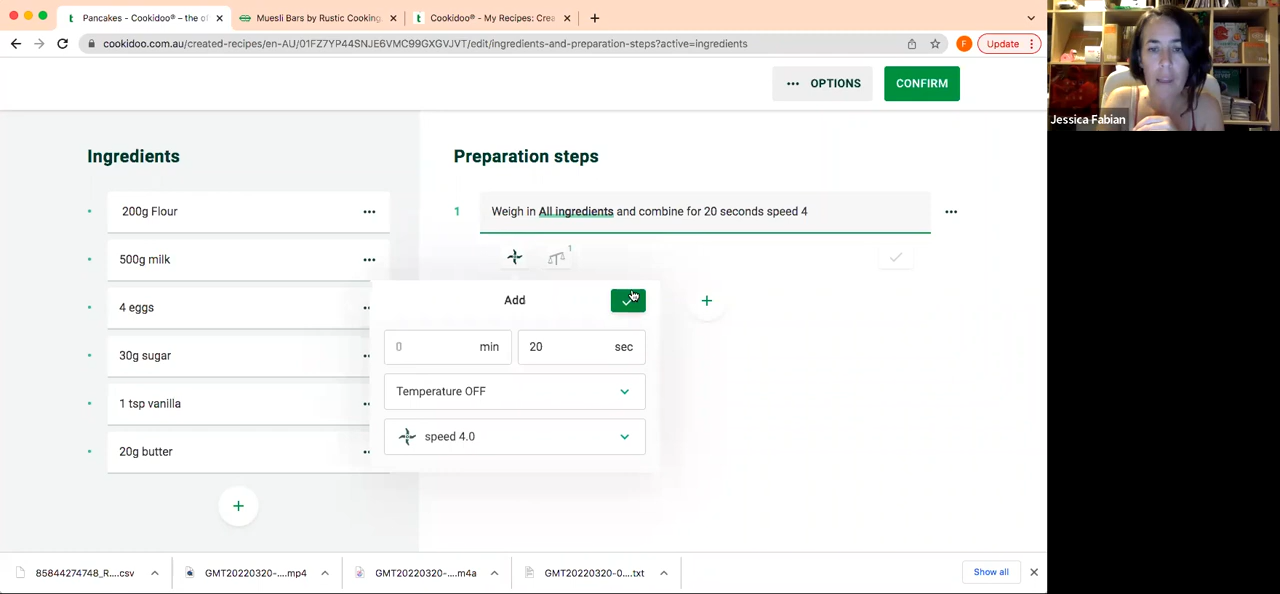 Pancakes - Cookidoo® – the of
Muesli Bars by Rustic Cooking.
Cookidoo® - My Recipes: Crea
cookidoo.com.au/created-recipes/en-AU/01FZ7YP44SNJE6VMC99GXGVJVT/edit/ingredients-and-preparation-steps?active=ingredients
F
Update
OPTIONS
CONFIRM
Jessica Fabian
Ingredients
Preparation steps
200g Flour
1 Weigh in All ingredients and combine for 20 seconds speed 4
500g milk
1
4 eggs
Add
30g sugar
0 min 20 sec
1 tsp vanilla
Temperature OFF
20g butter
speed 4.0
85844274748_R....csv
GMT20220320-....mp4
GMT20220320-....m4a
GMT20220320-0....txt
Show all